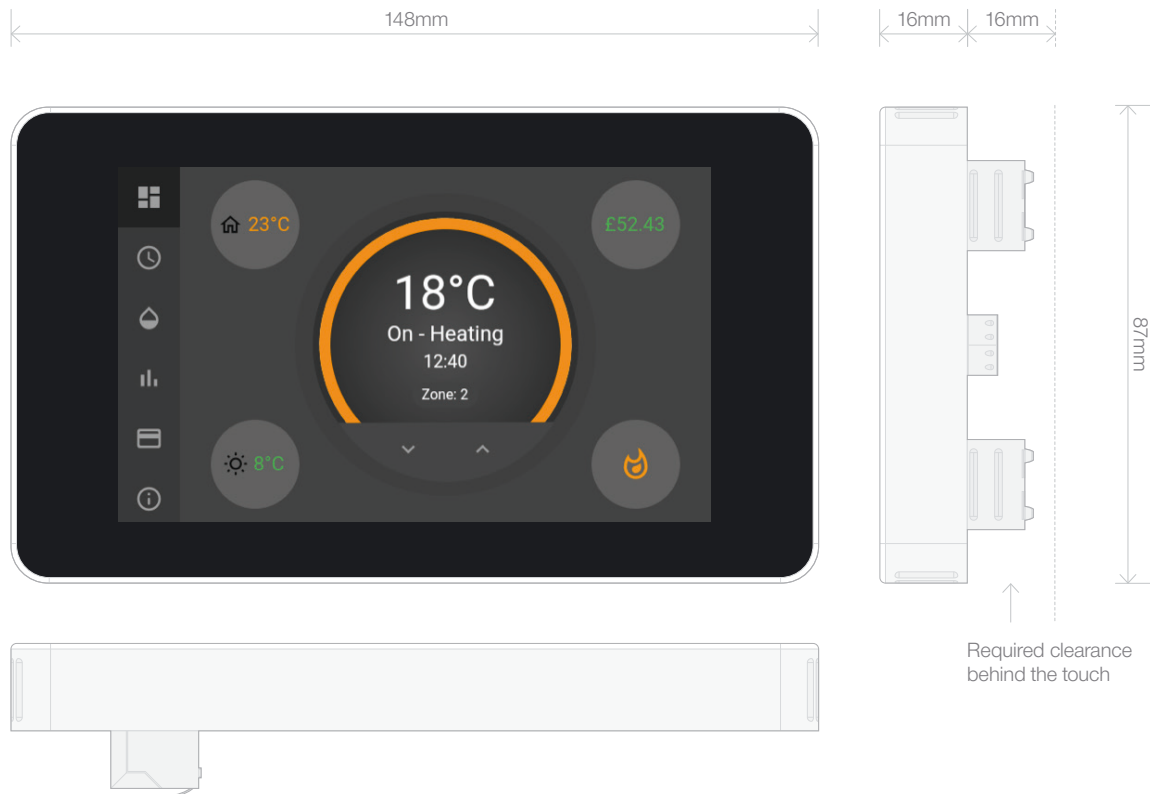 148mm
16mm
16mm
23°C
£52.43
18°C
On - Heating
12:40
Zone: 2
8°C
87mm
Required clearance
behind the touch